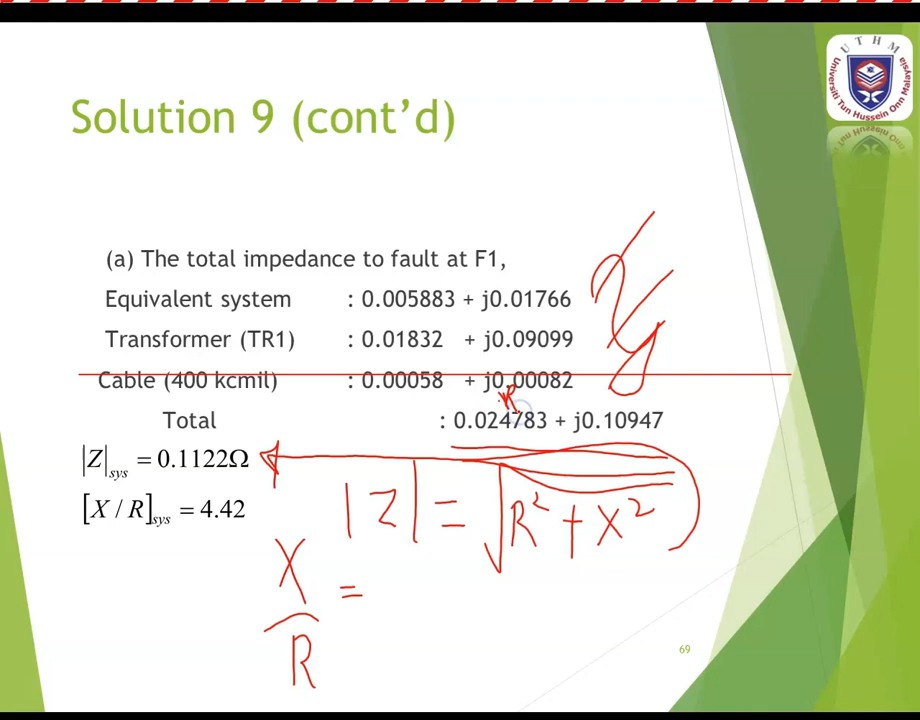 UTHM
Universiti Tun Hussein Onn Malaysia
Solution 9 (cont'd)
(a) The total impedance to fault at F1,
Equivalent system : 0.005883 + j0.01766
Transformer (TR1) : 0.01832 + j0.09099
Cable (400 kcmil) : 0.00058 + j0.00082
R
Total : 0.024783 + j0.10947
|Z|sys = 0.1122Ω
[X / R]sys = 4.42
|Z| = √R² + X²
X/R =
69